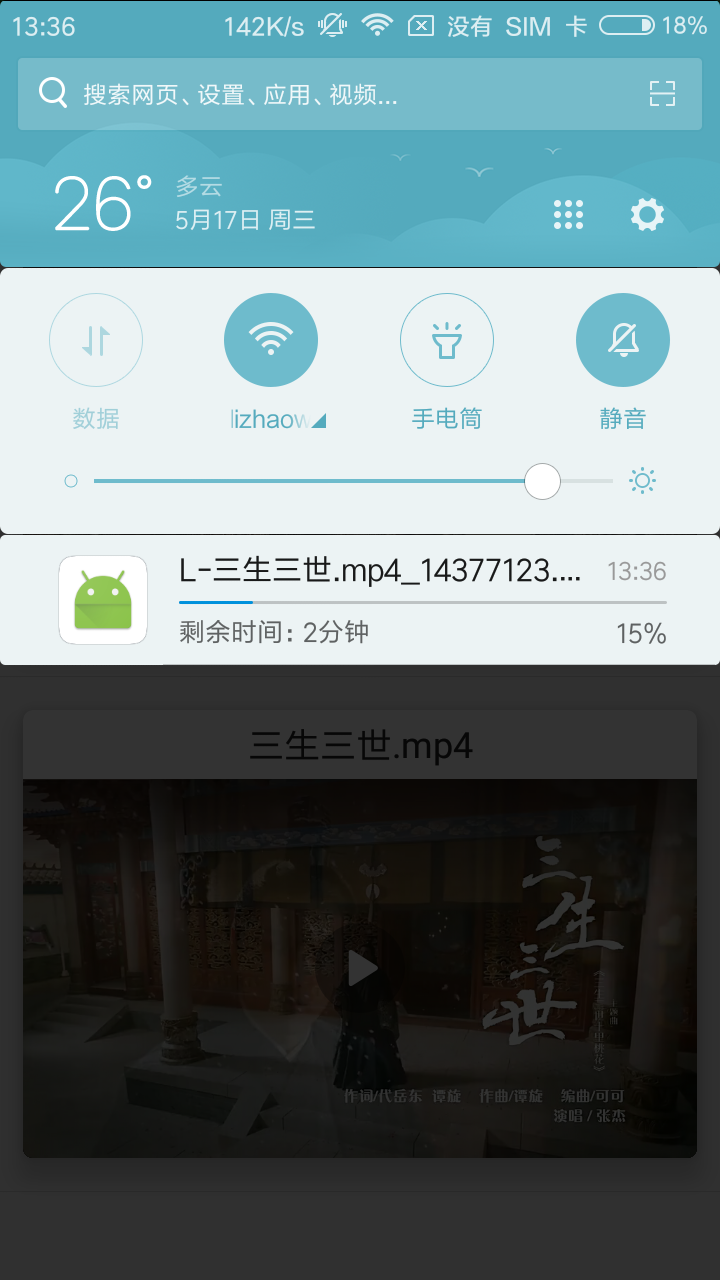 13:36 142K/s 没有 SIM 卡 18%
搜索网页、设置、应用、视频...
26° 多云
5月17日 周三
数据 lizhaow 手电筒 静音
L-三生三世.mp4_14377123.... 13:36
剩余时间：2分钟 15%
三生三世.mp4
三生三世
作词/代岳东 谭旋 作曲/谭旋 编曲/可可
演唱 / 张杰